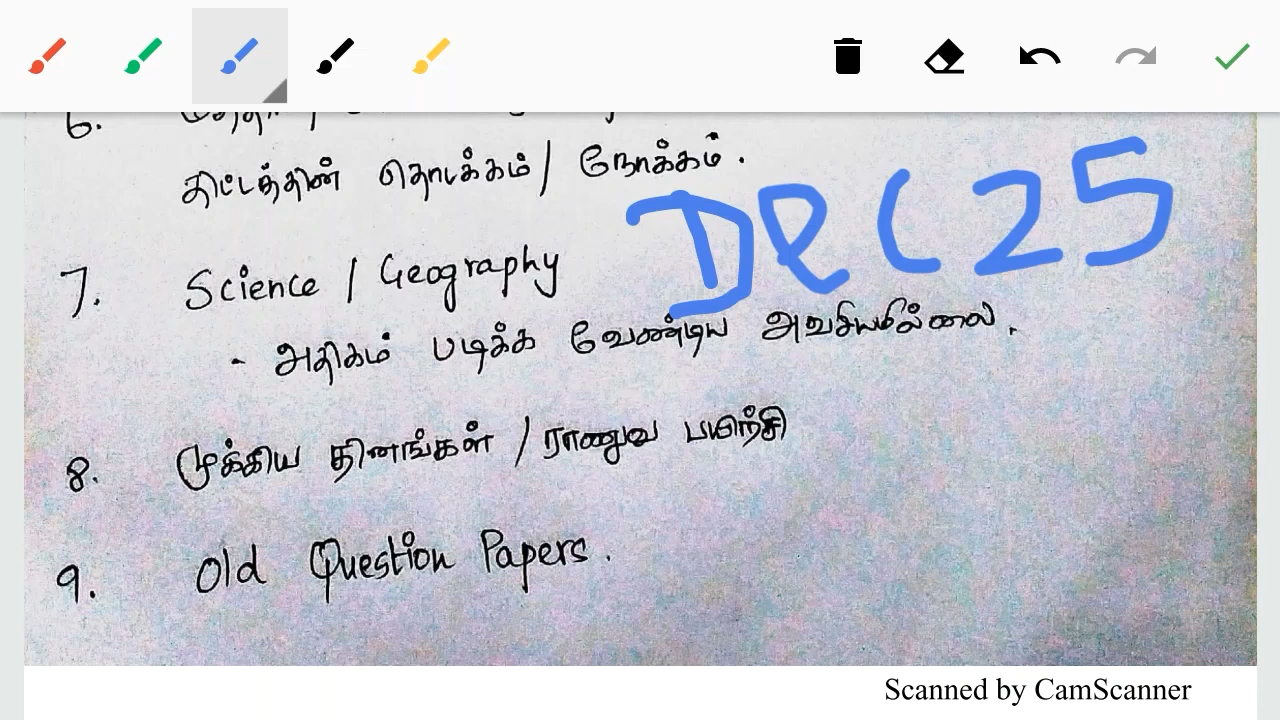 6.
திட்டத்தின் தொடக்கம் / நோக்கம்.
DEC 25
7. Science / Geography
- அதிகம் படிக்க வேண்டிய அவசியமில்லை.
8. முக்கிய தினங்கள் / ராணுவ பயிற்சி
9. Old Question Papers.
Scanned by CamScanner